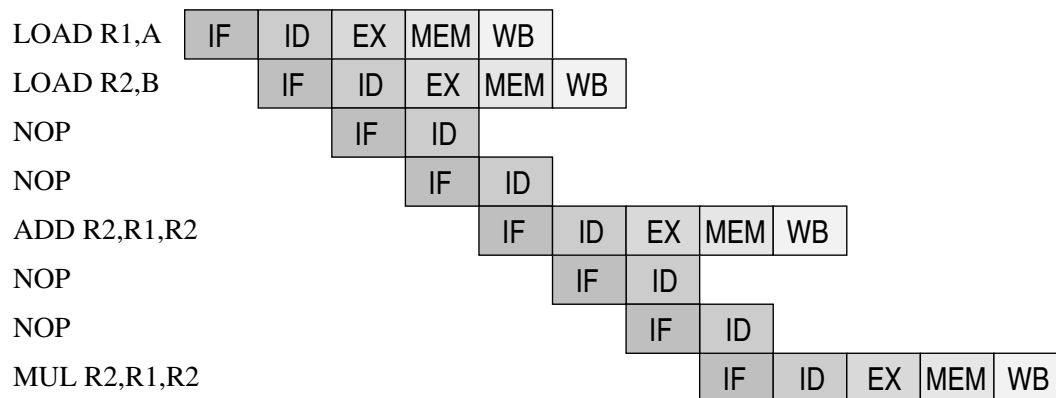 LOAD R1,A IF ID EX MEM WB
LOAD R2,B IF ID EX MEM WB
NOP IF ID
NOP IF ID
ADD R2,R1,R2 IF ID EX MEM WB
NOP IF ID
NOP IF ID
MUL R2,R1,R2 IF ID EX MEM WB